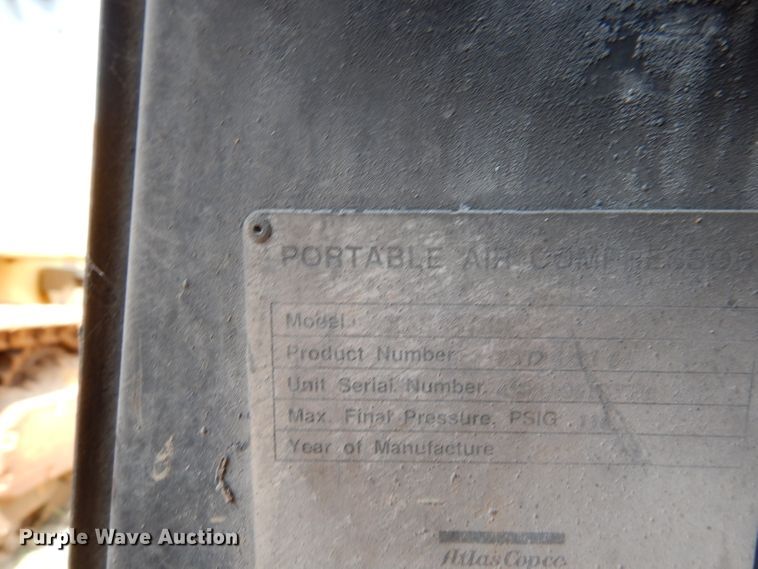 PORTABLE AIR COMPRESSOR
Model
Product Number
Unit Serial Number
Max. Final Pressure, PSIG
Year of Manufacture
Atlas Copco
Purple Wave Auction